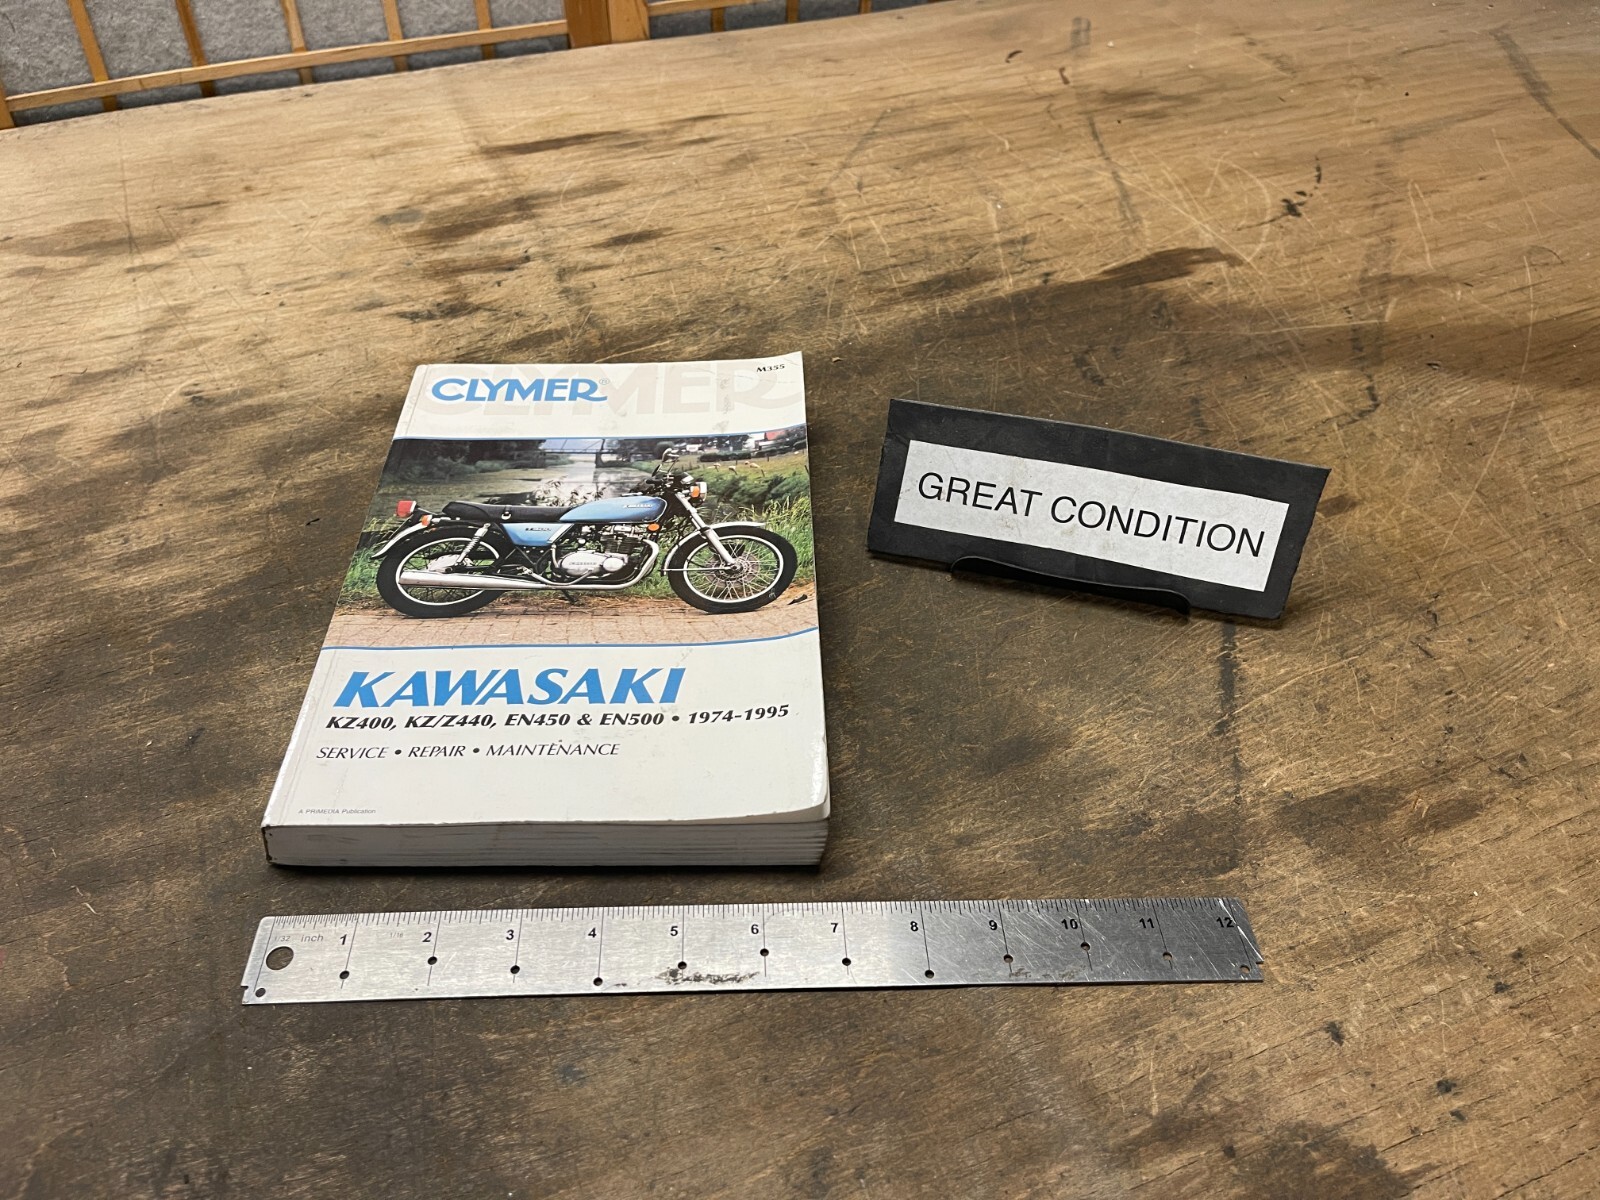 CLYMER®
CLYMER
M355
KAWASAKI
KZ400, KZ/Z440, EN450 & EN500 • 1974-1995
SERVICE • REPAIR • MAINTENANCE
A PRIMEDIA Publication
GREAT CONDITION
1/32 inch 1 1/16 2 3 4 5 6 7 8 9 10 11 12